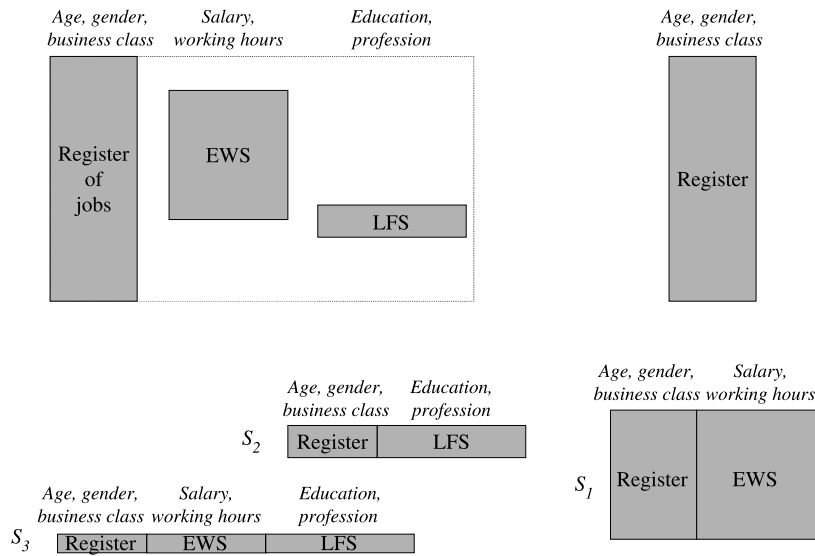 Age, gender,
business class
Salary,
working hours
Education,
profession
Register
of
jobs
EWS
LFS
Age, gender,
business class
Register
Age, gender,
business class
Education,
profession
S2
Register
LFS
Age, gender,
business class
Salary,
working hours
S1
Register
EWS
Age, gender,
business class
Salary,
working hours
Education,
profession
S3
Register
EWS
LFS